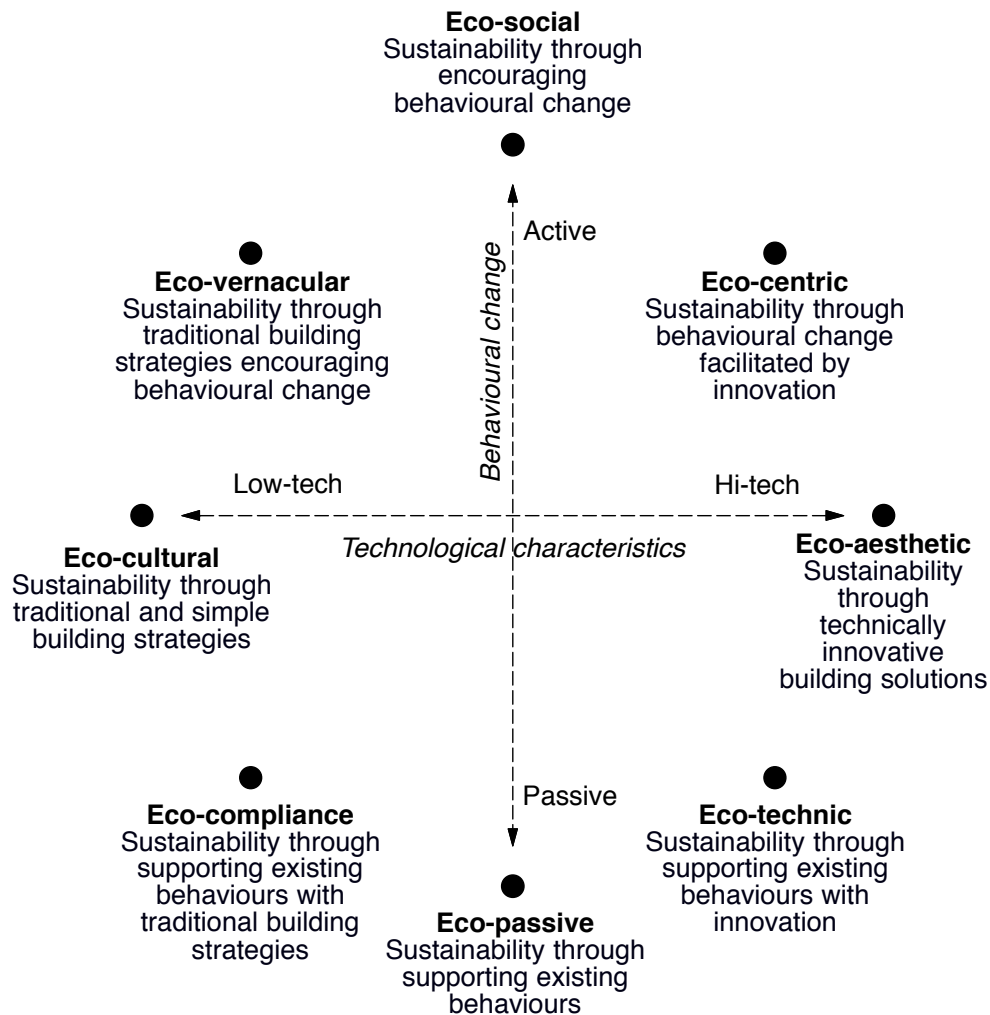 Eco-social
Sustainability through
encouraging
behavioural change
Active
Behavioural change
Eco-vernacular
Sustainability through
traditional building
strategies encouraging
behavioural change
Eco-centric
Sustainability through
behavioural change
facilitated by
innovation
Low-tech
Hi-tech
Technological characteristics
Eco-cultural
Sustainability through
traditional and simple
building strategies
Eco-aesthetic
Sustainability
through
technically
innovative
building solutions
Passive
Eco-compliance
Sustainability through
supporting existing
behaviours with
traditional building
strategies
Eco-technic
Sustainability through
supporting existing
behaviours with
innovation
Eco-passive
Sustainability through
supporting existing
behaviours